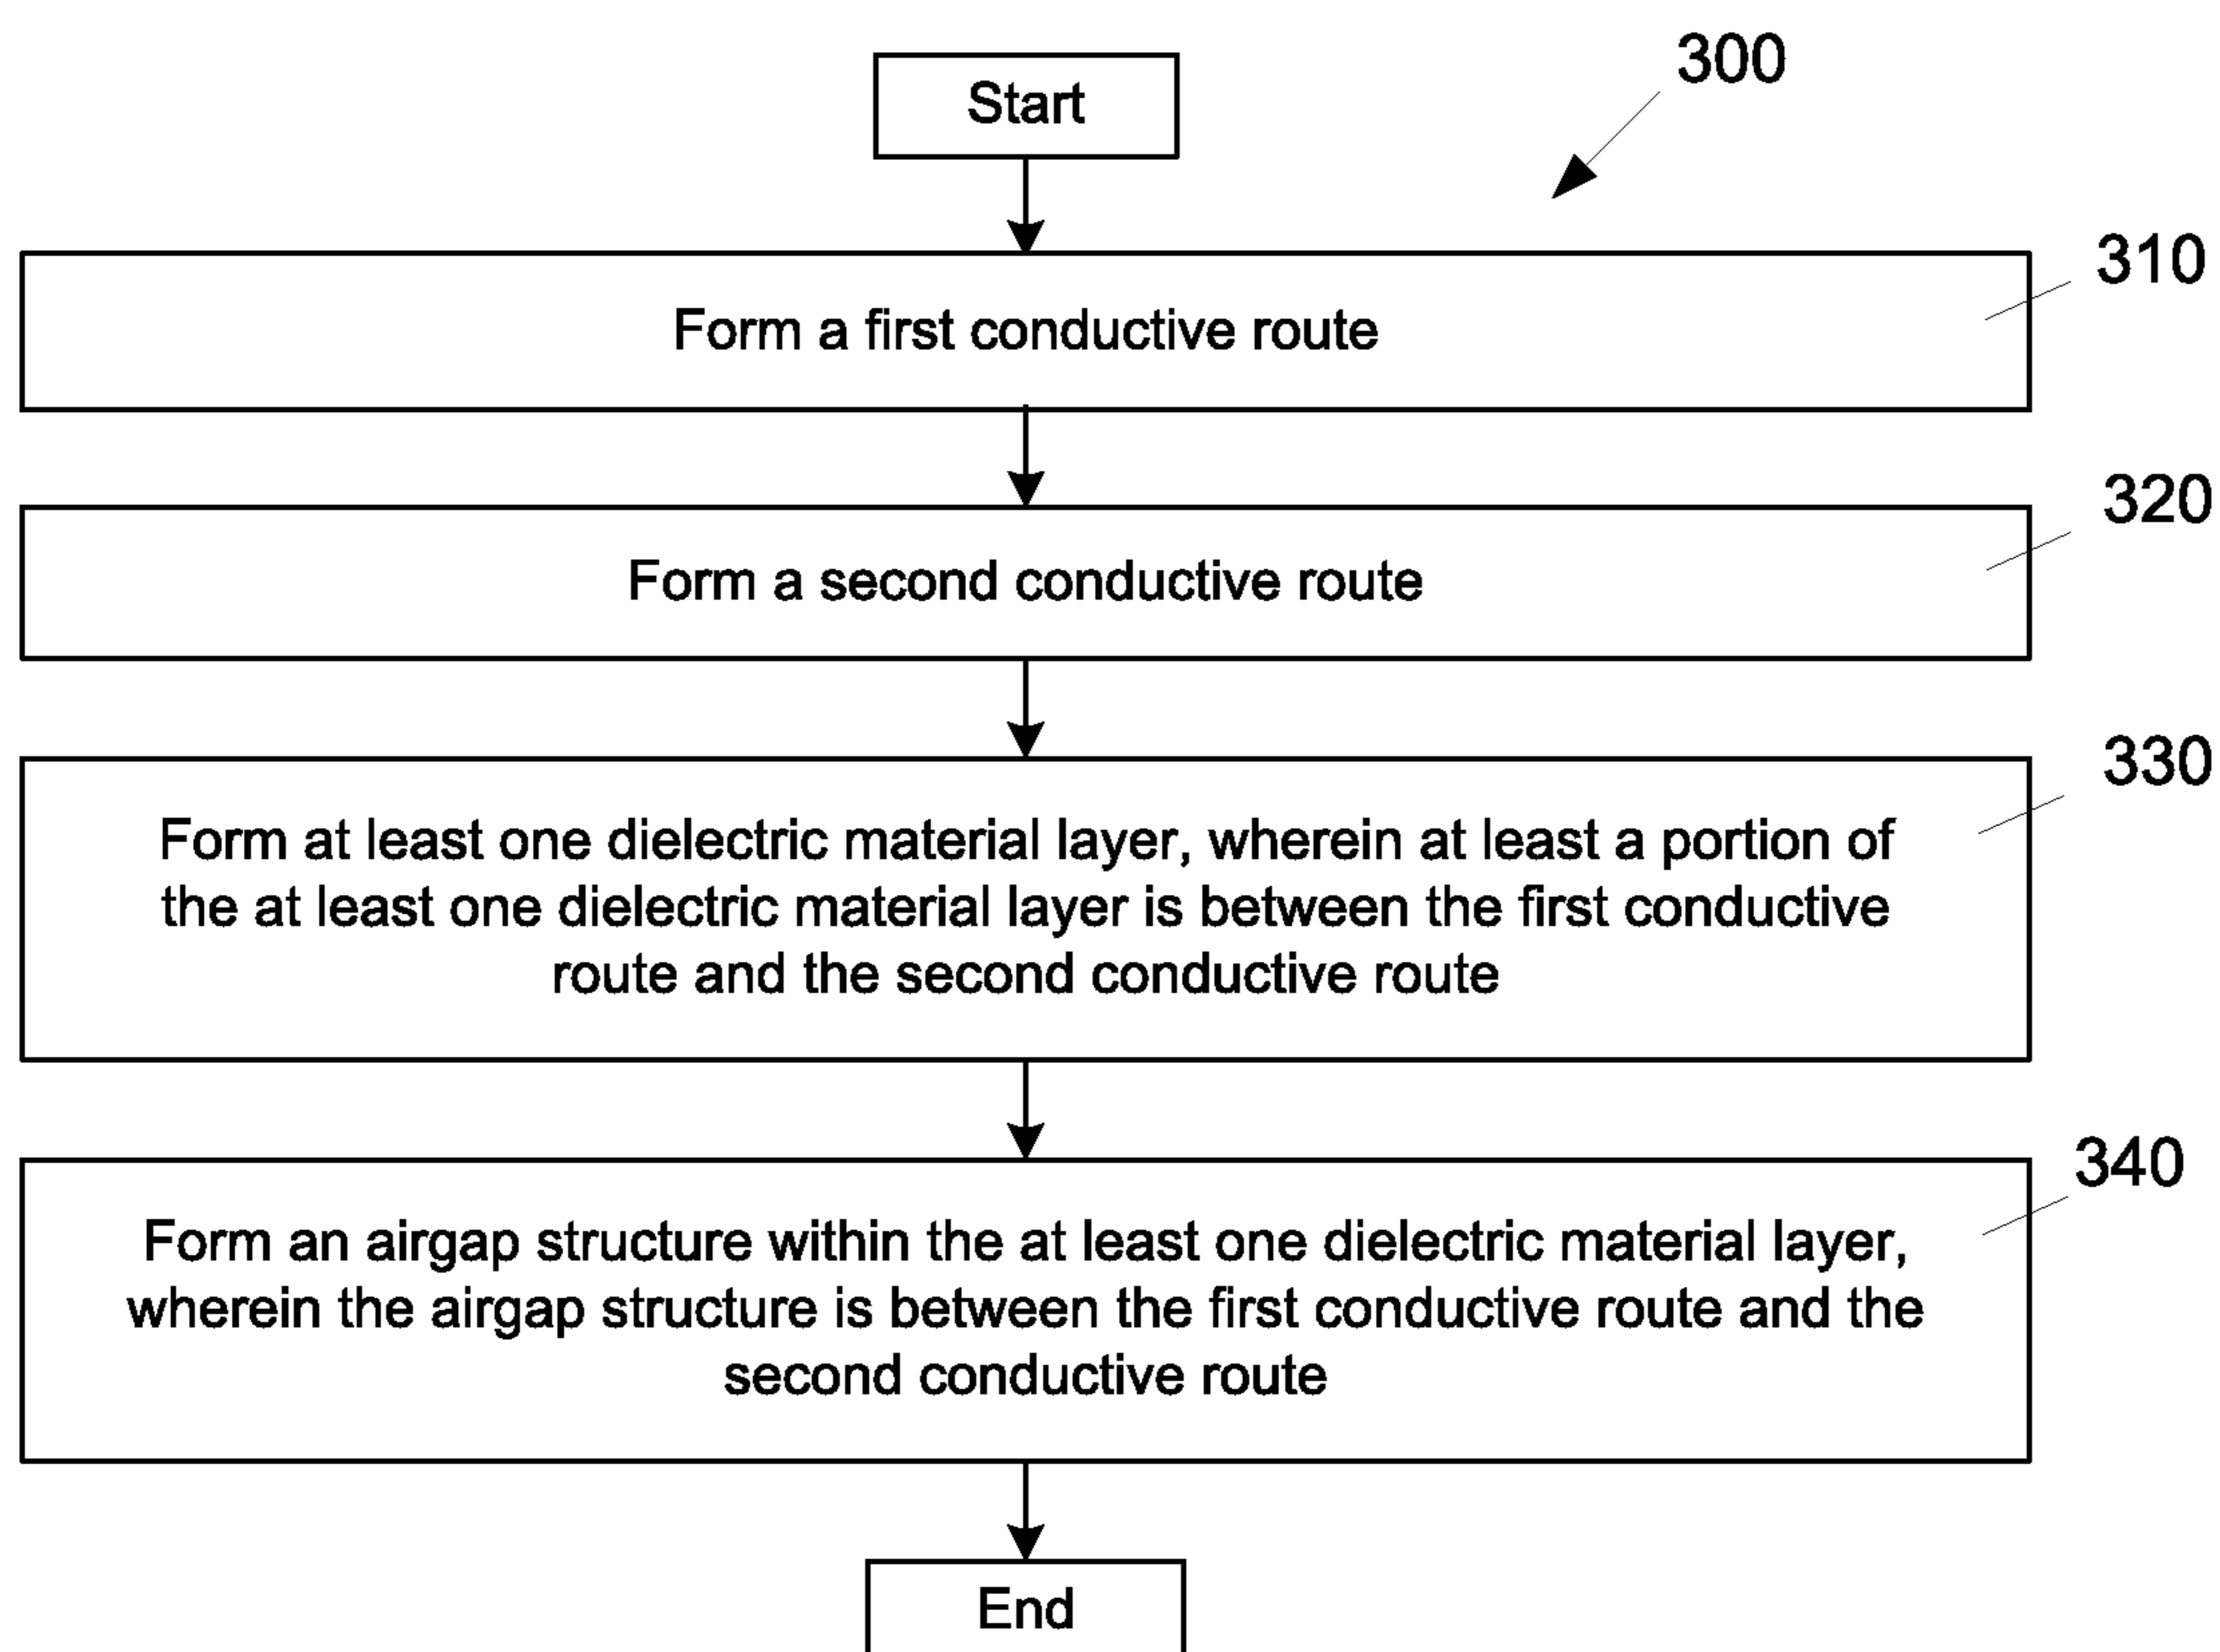 Start
300
310
Form a first conductive route
320
Form a second conductive route
330
Form at least one dielectric material layer, wherein at least a portion of
the at least one dielectric material layer is between the first conductive
route and the second conductive route
340
Form an airgap structure within the at least one dielectric material layer,
wherein the airgap structure is between the first conductive route and the
second conductive route
End